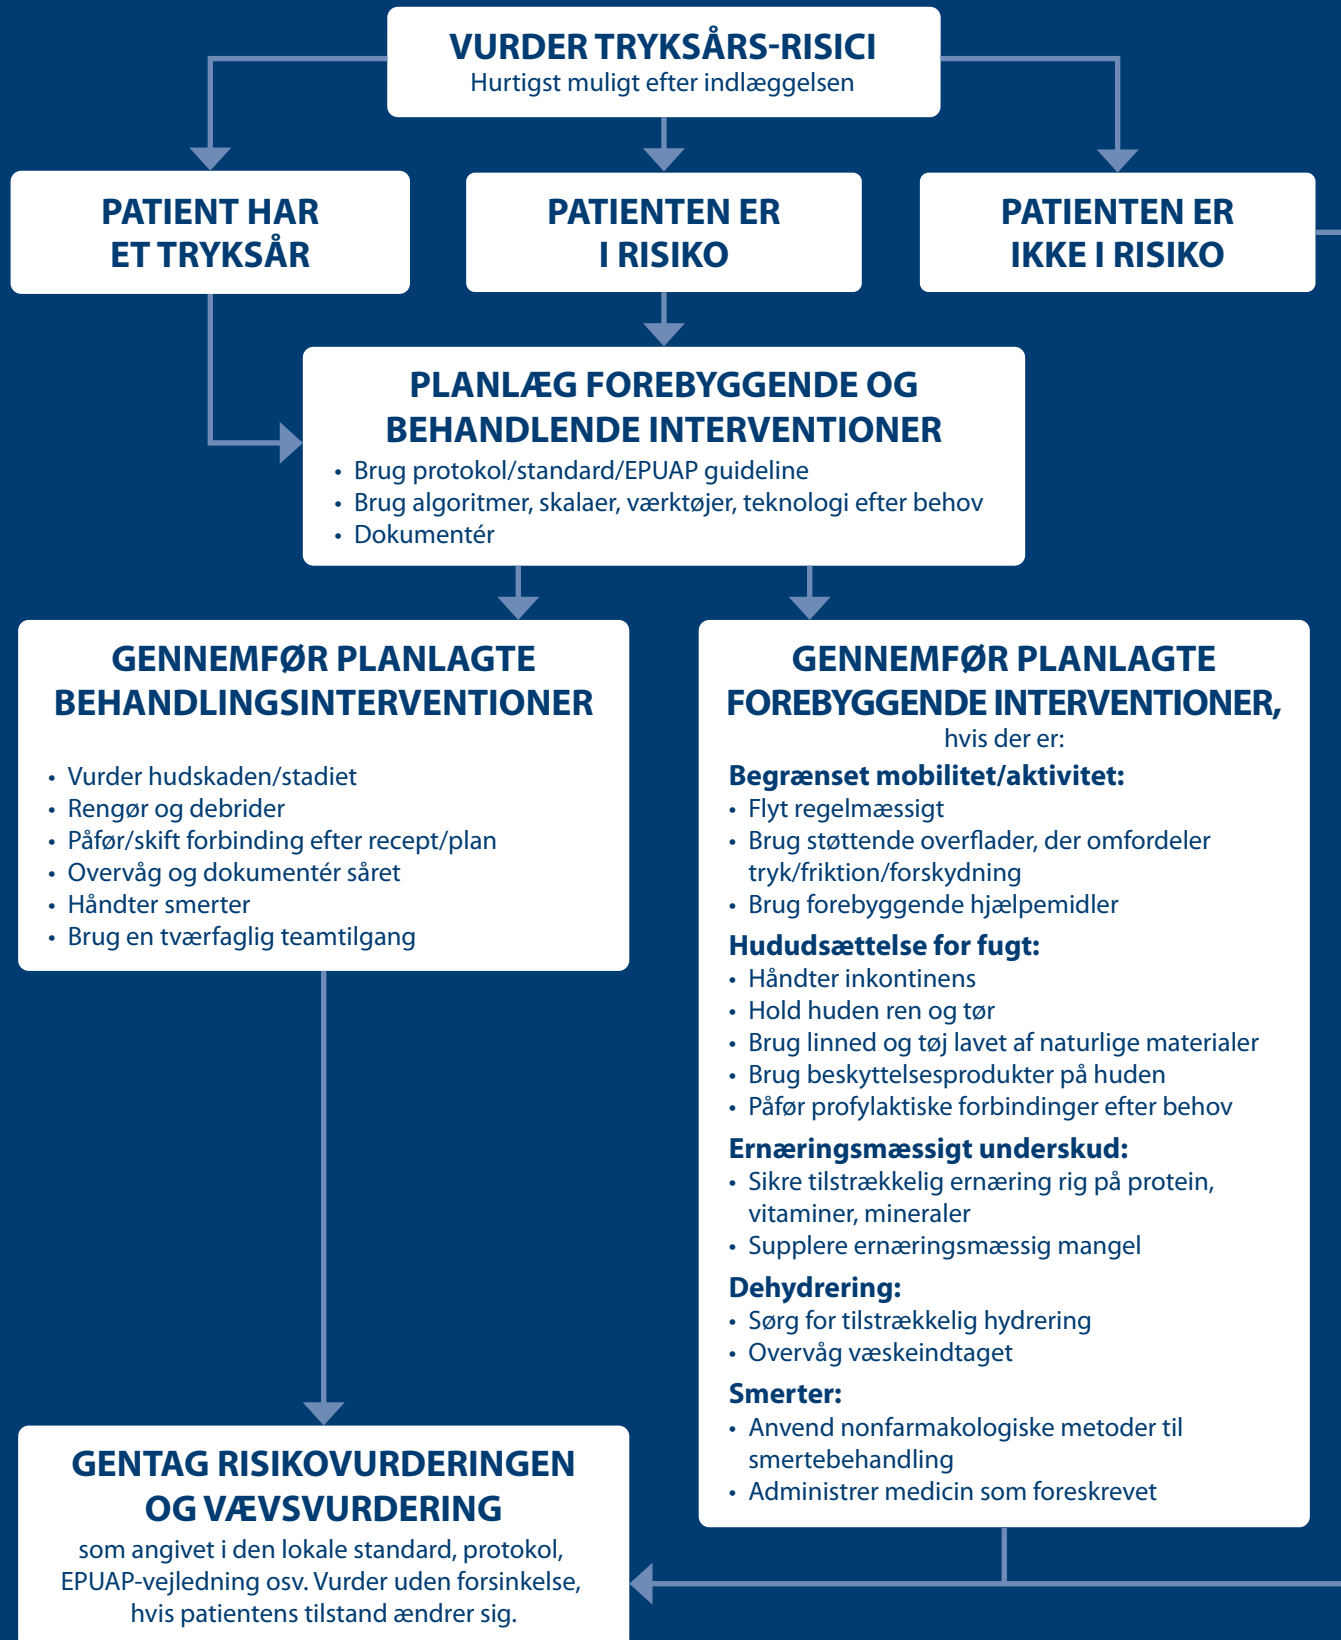 VURDER TRYKSÅRS-RISICI
Hurtigst muligt efter indlæggelsen
PATIENT HAR
ET TRYKSÅR
PATIENTEN ER
I RISIKO
PATIENTEN ER
IKKE I RISIKO
PLANLÆG FOREBYGGENDE OG
BEHANDLENDE INTERVENTIONER
• Brug protokol/standard/EPUAP guideline
• Brug algoritmer, skalaer, værktøjer, teknologi efter behov
• Dokumentér
GENNEMFØR PLANLAGTE
BEHANDLINGSINTERVENTIONER
• Vurder hudskaden/stadiet
• Rengør og debrider
• Påfør/skift forbinding efter recept/plan
• Overvåg og dokumentér såret
• Håndter smerter
• Brug en tværfaglig teamtilgang
GENNEMFØR PLANLAGTE
FOREBYGGENDE INTERVENTIONER,
hvis der er:
Begrænset mobilitet/aktivitet:
• Flyt regelmæssigt
• Brug støttende overflader, der omfordeler
tryk/friktion/forskydning
• Brug forebyggende hjælpemidler
Hududsættelse for fugt:
• Håndter inkontinens
• Hold huden ren og tør
• Brug linned og tøj lavet af naturlige materialer
• Brug beskyttelsesprodukter på huden
• Påfør profylaktiske forbindinger efter behov
Ernæringsmæssigt underskud:
• Sikre tilstrækkelig ernæring rig på protein,
vitaminer, mineraler
• Supplere ernæringsmæssig mangel
Dehydrering:
• Sørg for tilstrækkelig hydrering
• Overvåg væskeindtaget
Smerter:
• Anvend nonfarmakologiske metoder til
smertebehandling
• Administrer medicin som foreskrevet
GENTAG RISIKOVURDERINGEN
OG VÆVSVURDERING
som angivet i den lokale standard, protokol,
EPUAP-vejledning osv. Vurder uden forsinkelse,
hvis patientens tilstand ændrer sig.